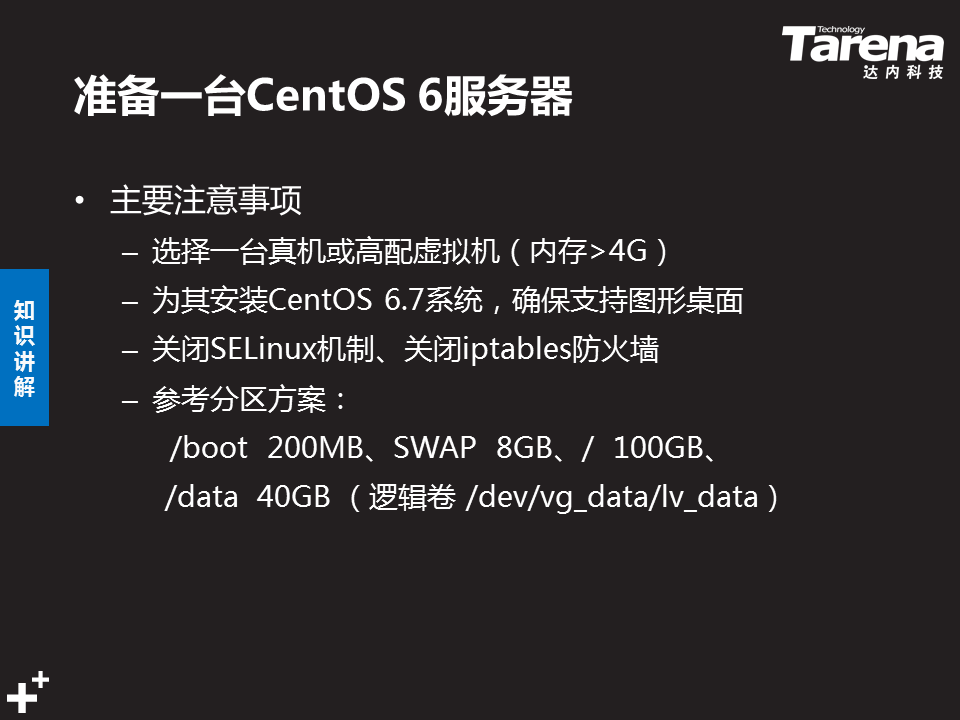 Technology
Tarena
达内科技
准备一台CentOS 6服务器
• 主要注意事项
– 选择一台真机或高配虚拟机（内存>4G）
– 为其安装CentOS 6.7系统，确保支持图形桌面
– 关闭SELinux机制、关闭iptables防火墙
– 参考分区方案：
/boot 200MB、SWAP 8GB、/ 100GB、
/data 40GB （逻辑卷 /dev/vg_data/lv_data）
知
识
讲
解